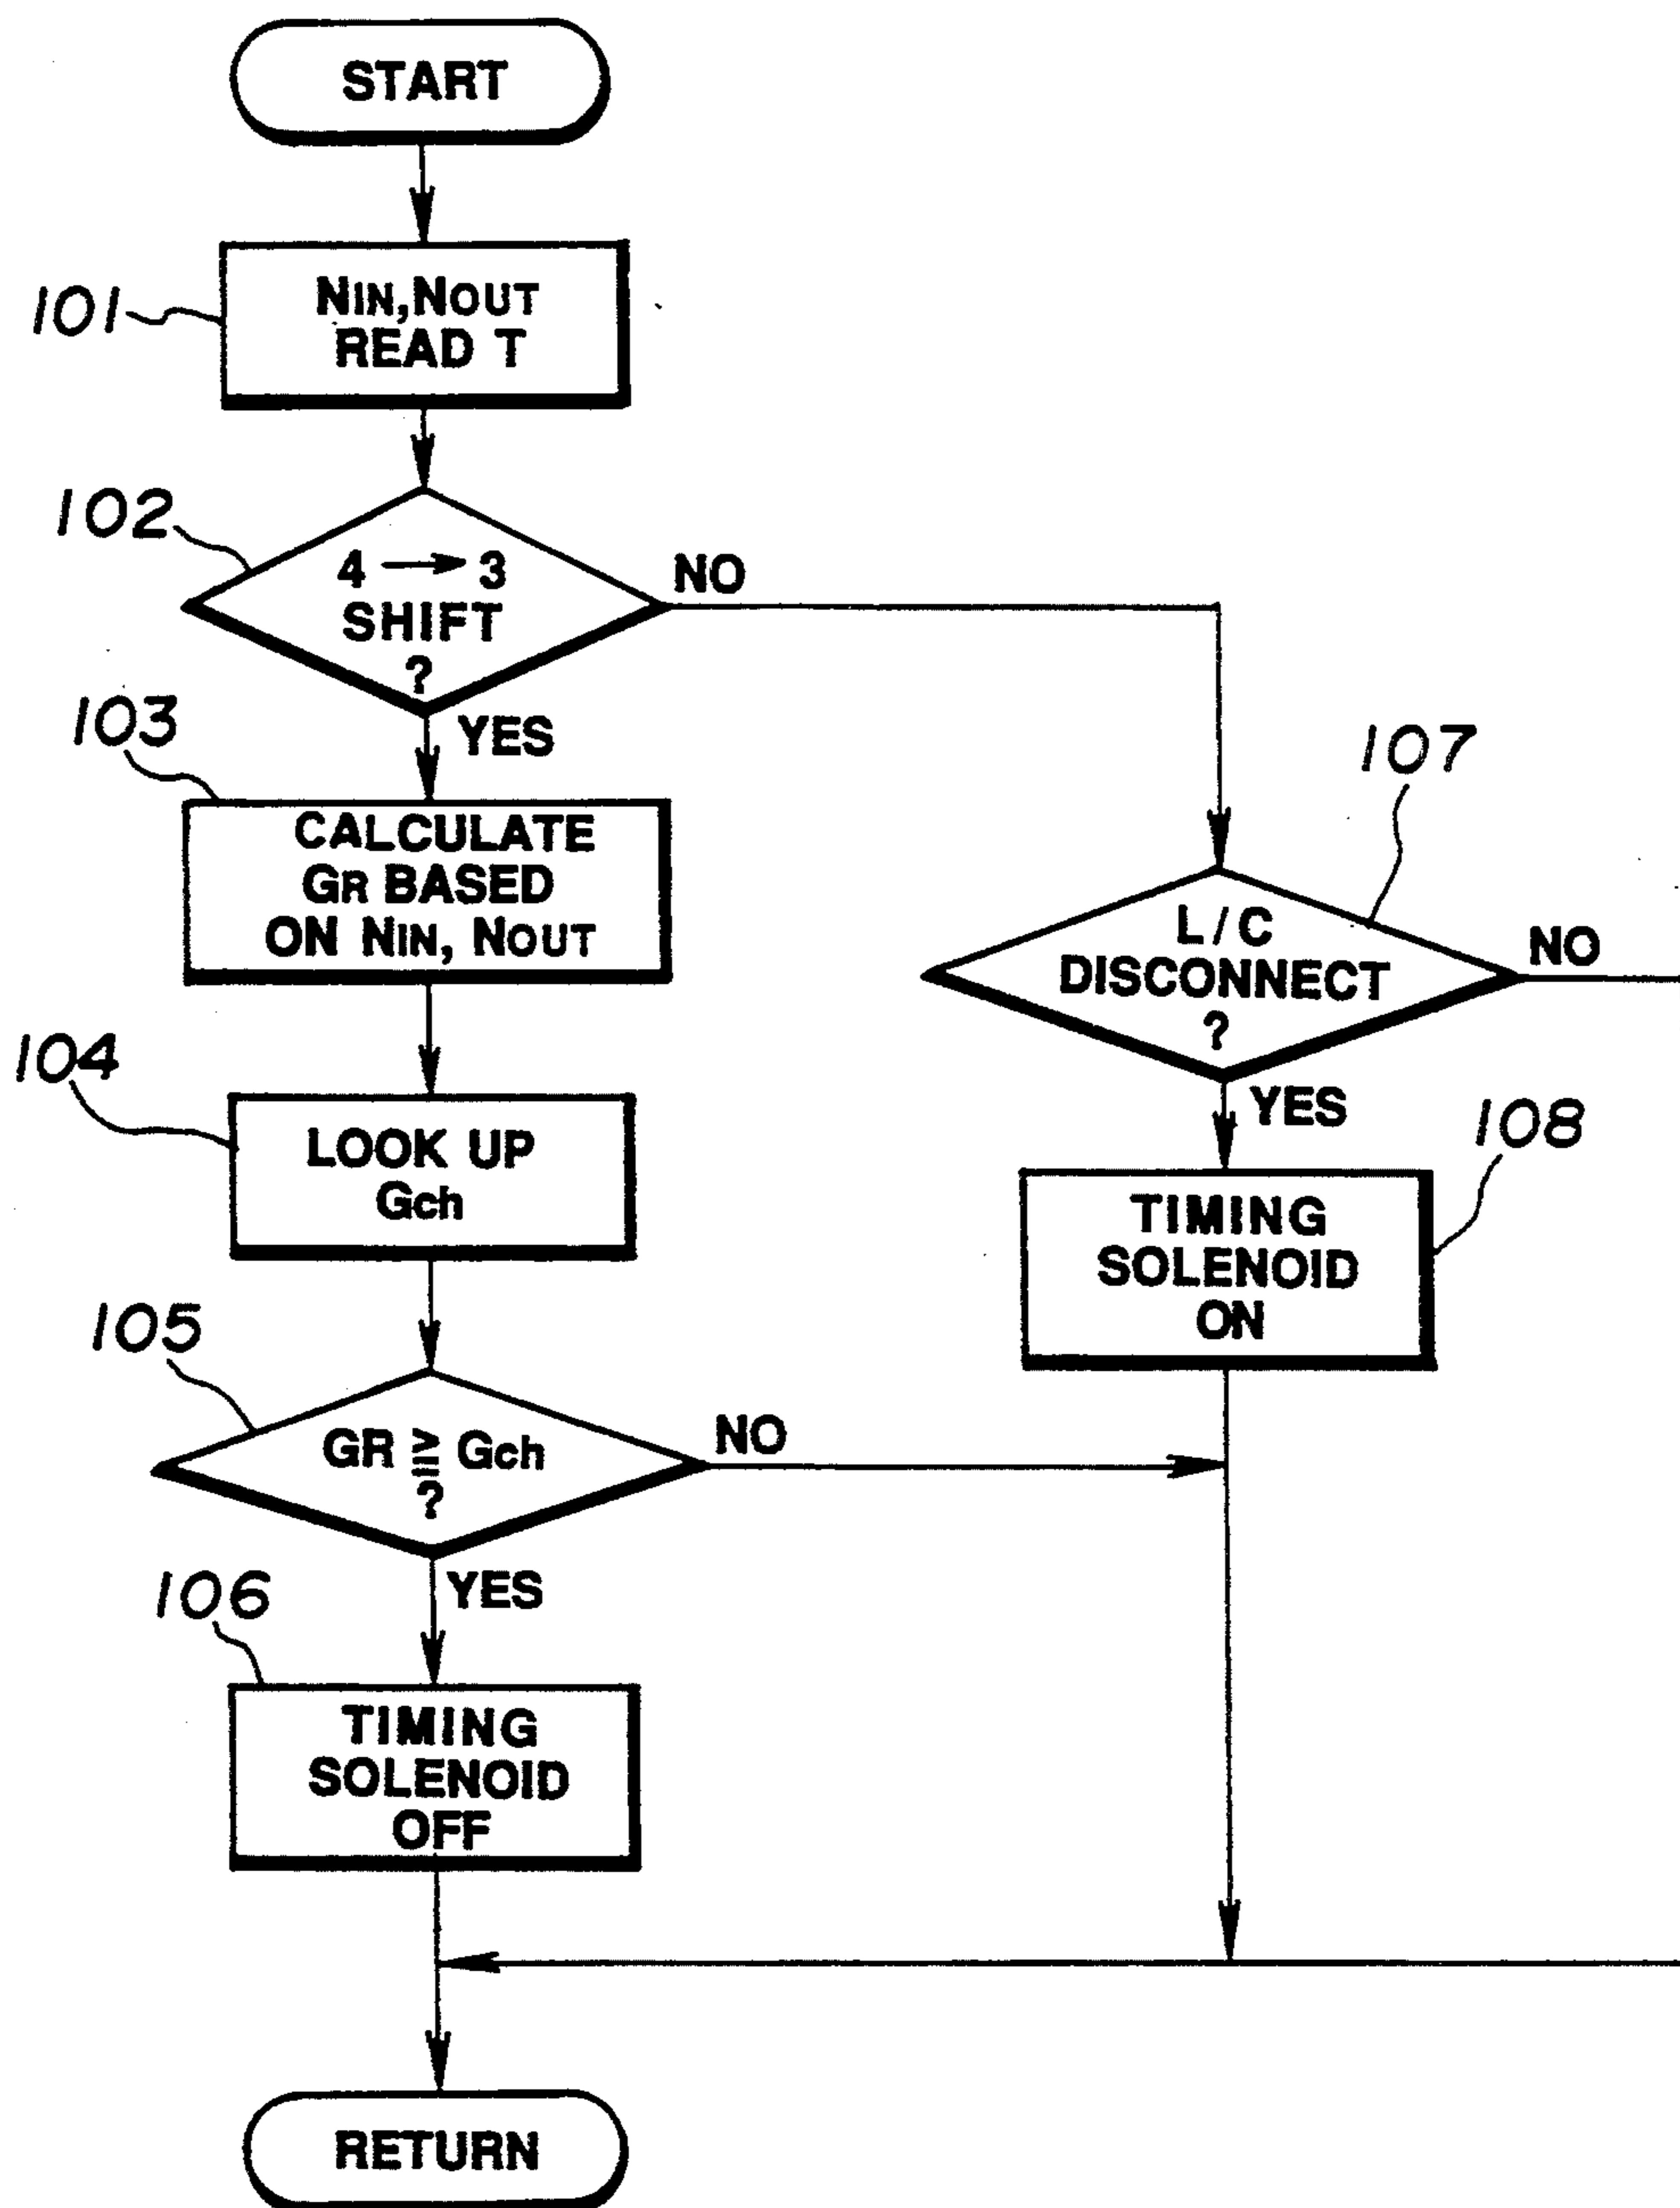 START
101
NIN,NOUT
READ T
102
4 → 3
SHIFT
?
NO
YES
103
CALCULATE
GR BASED
ON NIN, NOUT
107
L/C
DISCONNECT
?
NO
YES
104
LOOK UP
Gch
108
TIMING
SOLENOID
ON
105
GR ≧ Gch
?
NO
YES
106
TIMING
SOLENOID
OFF
RETURN